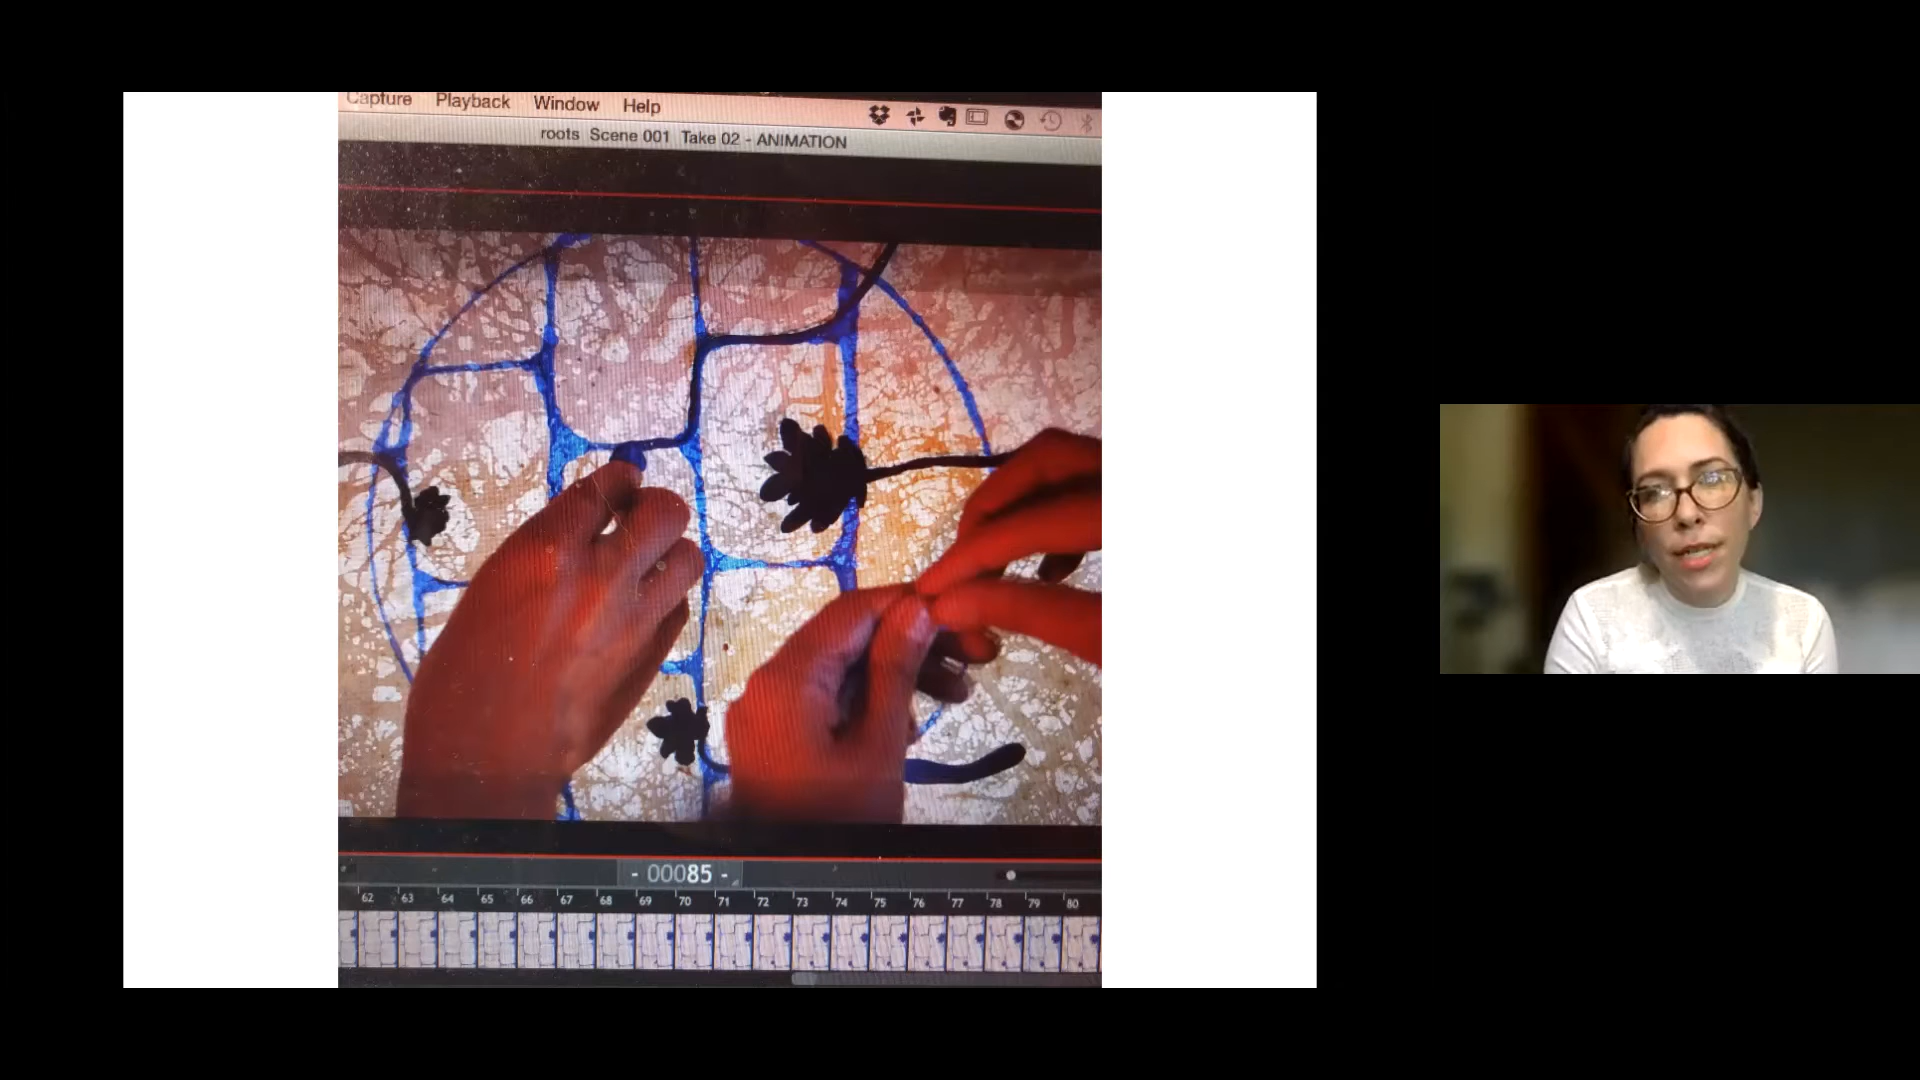 Capture Playback Window Help
roots Scene 001 Take 02 - ANIMATION
- 00085 -
62 63 64 65 66 67 68 69 70 71 72 73 74 75 76 77 78 79 80